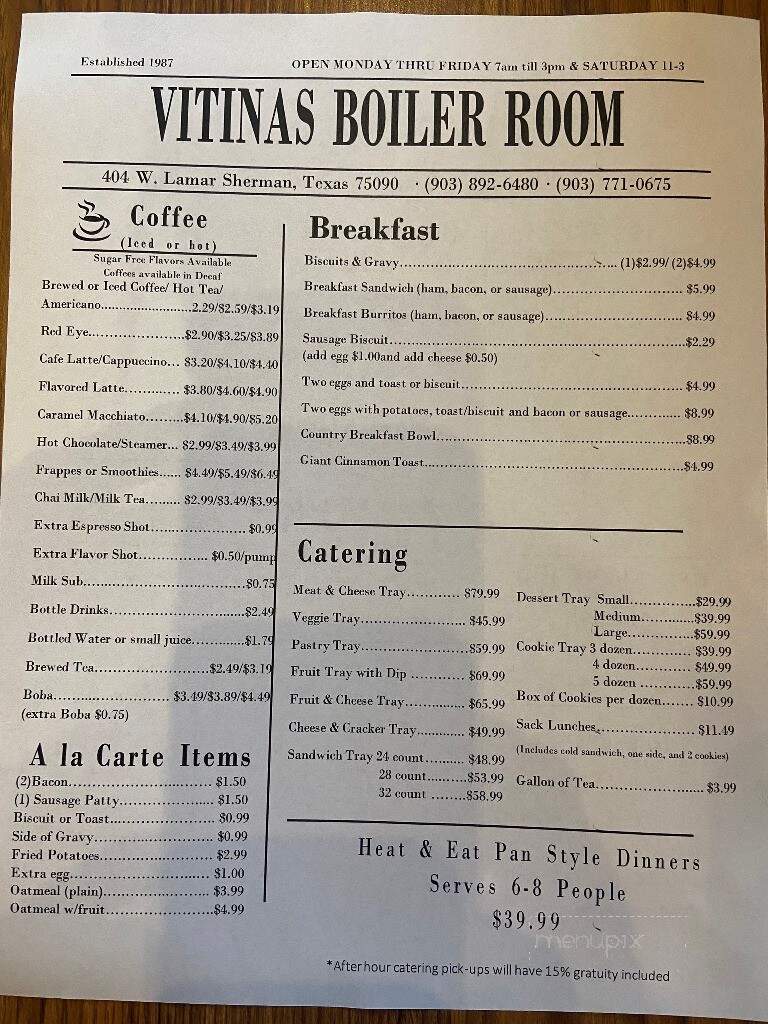 Established 1987
OPEN MONDAY THRU FRIDAY 7am till 3pm & SATURDAY 11-3
VITINAS BOILER ROOM
404 W. Lamar Sherman, Texas 75090 · (903) 892-6480 · (903) 771-0675
Coffee
(Iced or hot)
Sugar Free Flavors Available
Coffees available in Decaf
Brewed or Iced Coffee/ Hot Tea/
Americano.........................2.29/$2.59/$3.19
Red Eye....................$2.90/$3.25/$3.89
Cafe Latte/Cappuccino... $3.20/$4.10/$4.40
Flavored Latte............ $3.80/$4.60/$4.90
Caramel Macchiato.........$4.10/$4.90/$5.20
Hot Chocolate/Steamer... $2.99/$3.49/$3.99
Frappes or Smoothies...... $4.49/$5.49/$6.49
Chai Milk/Milk Tea......... $2.99/$3.49/$3.99
Extra Espresso Shot........................ $0.99
Extra Flavor Shot................. $0.50/pump
Milk Sub.........................................$0.75
Bottle Drinks..................................$2.49
Bottled Water or small juice.............$1.79
Brewed Tea............................$2.49/$3.19
Boba............................. $3.49/$3.89/$4.49
(extra Boba $0.75)
A la Carte Items
(2)Bacon.................................... $1.50
(1) Sausage Patty........................ $1.50
Biscuit or Toast.......................... $0.99
Side of Gravy.............................. $0.99
Fried Potatoes............................ $2.99
Extra egg................................... $1.00
Oatmeal (plain)........................... $3.99
Oatmeal w/fruit...........................$4.99
Breakfast
Biscuits & Gravy...................................................... (1)$2.99/ (2)$4.99
Breakfast Sandwich (ham, bacon, or sausage)................................. $5.99
Breakfast Burritos (ham, bacon, or sausage)................................... $4.99
Sausage Biscuit................................................................................$2.29
(add egg $1.00and add cheese $0.50)
Two eggs and toast or biscuit......................................................... $4.99
Two eggs with potatoes, toast/biscuit and bacon or sausage............. $8.99
Country Breakfast Bowl................................................................$8.99
Giant Cinnamon Toast..................................................................$4.99
Catering
Meat & Cheese Tray............ $79.99
Veggie Tray......................... $45.99
Pastry Tray.........................$59.99
Fruit Tray with Dip .............. $69.99
Fruit & Cheese Tray..............$65.99
Cheese & Cracker Tray............ $49.99
Sandwich Tray 24 count.......... $48.99
28 count..........$53.99
32 count ........$58.99
Dessert Tray Small................$29.99
Medium.............$39.99
Large................$59.99
Cookie Tray 3 dozen............ $39.99
4 dozen............ $49.99
5 dozen ............$59.99
Box of Cookies per dozen....... $10.99
Sack Lunches........................ $11.49
(Includes cold sandwich, one side, and 2 cookies)
Gallon of Tea.......................... $3.99
Heat & Eat Pan Style Dinners
Serves 6-8 People
$39.99
menupix
*After hour catering pick-ups will have 15% gratuity included